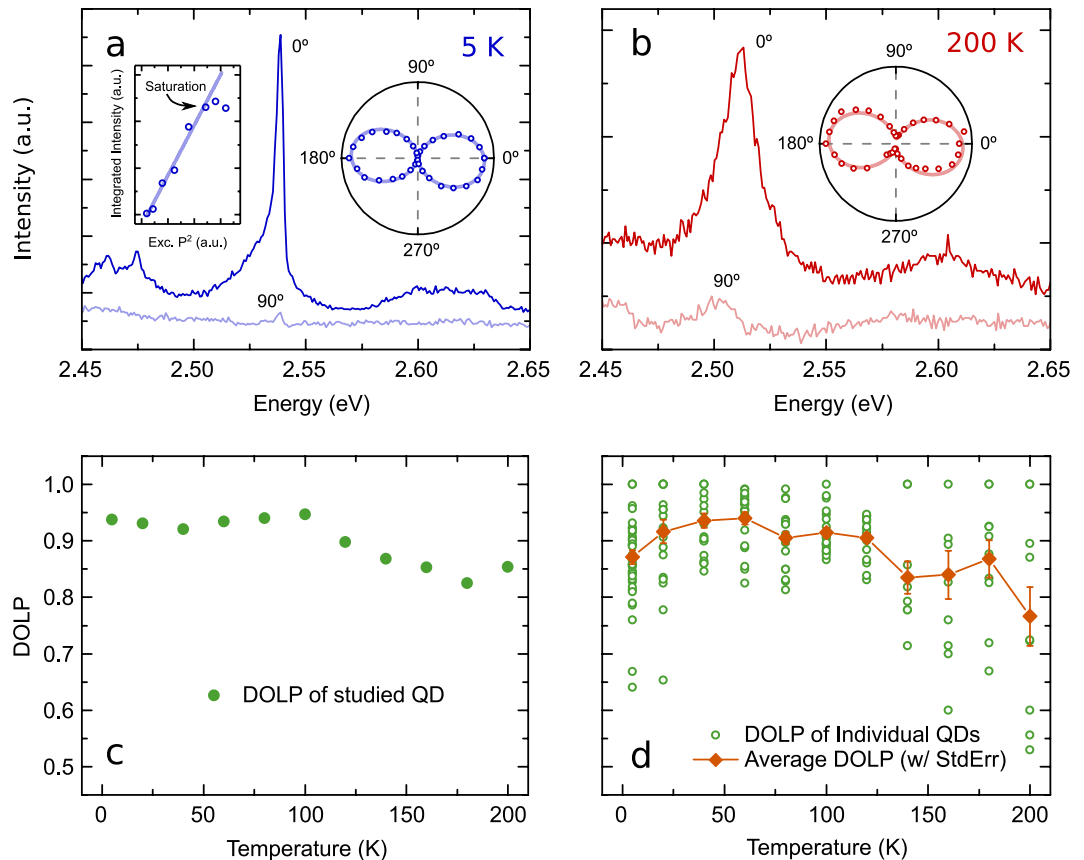 a
5 K
0º
Saturation
Integrated Intensity (a.u.)
Exc. P² (a.u.)
90º
180º
0º
270º
90º
Intensity (a.u.)
2.45 2.50 2.55 2.60 2.65
Energy (eV)
b
200 K
0º
90º
180º
0º
270º
90º
2.45 2.50 2.55 2.60 2.65
Energy (eV)
DOLP
1.0
0.9
0.8
0.7
0.6
0.5
DOLP of studied QD
c
0 50 100 150 200
Temperature (K)
DOLP of Individual QDs
Average DOLP (w/ StdErr)
d
0 50 100 150 200
Temperature (K)